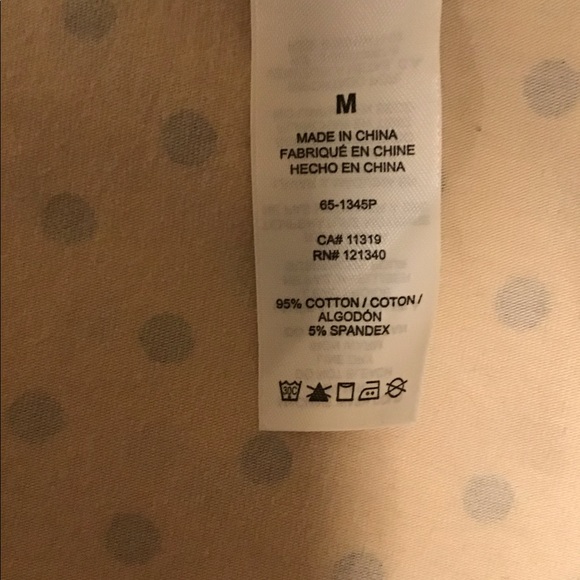 M
MADE IN CHINA
FABRIQUÉ EN CHINE
HECHO EN CHINA
65-1345P
CA# 11319
RN# 121340
95% COTTON / COTON /
ALGODÓN
5% SPANDEX
30C